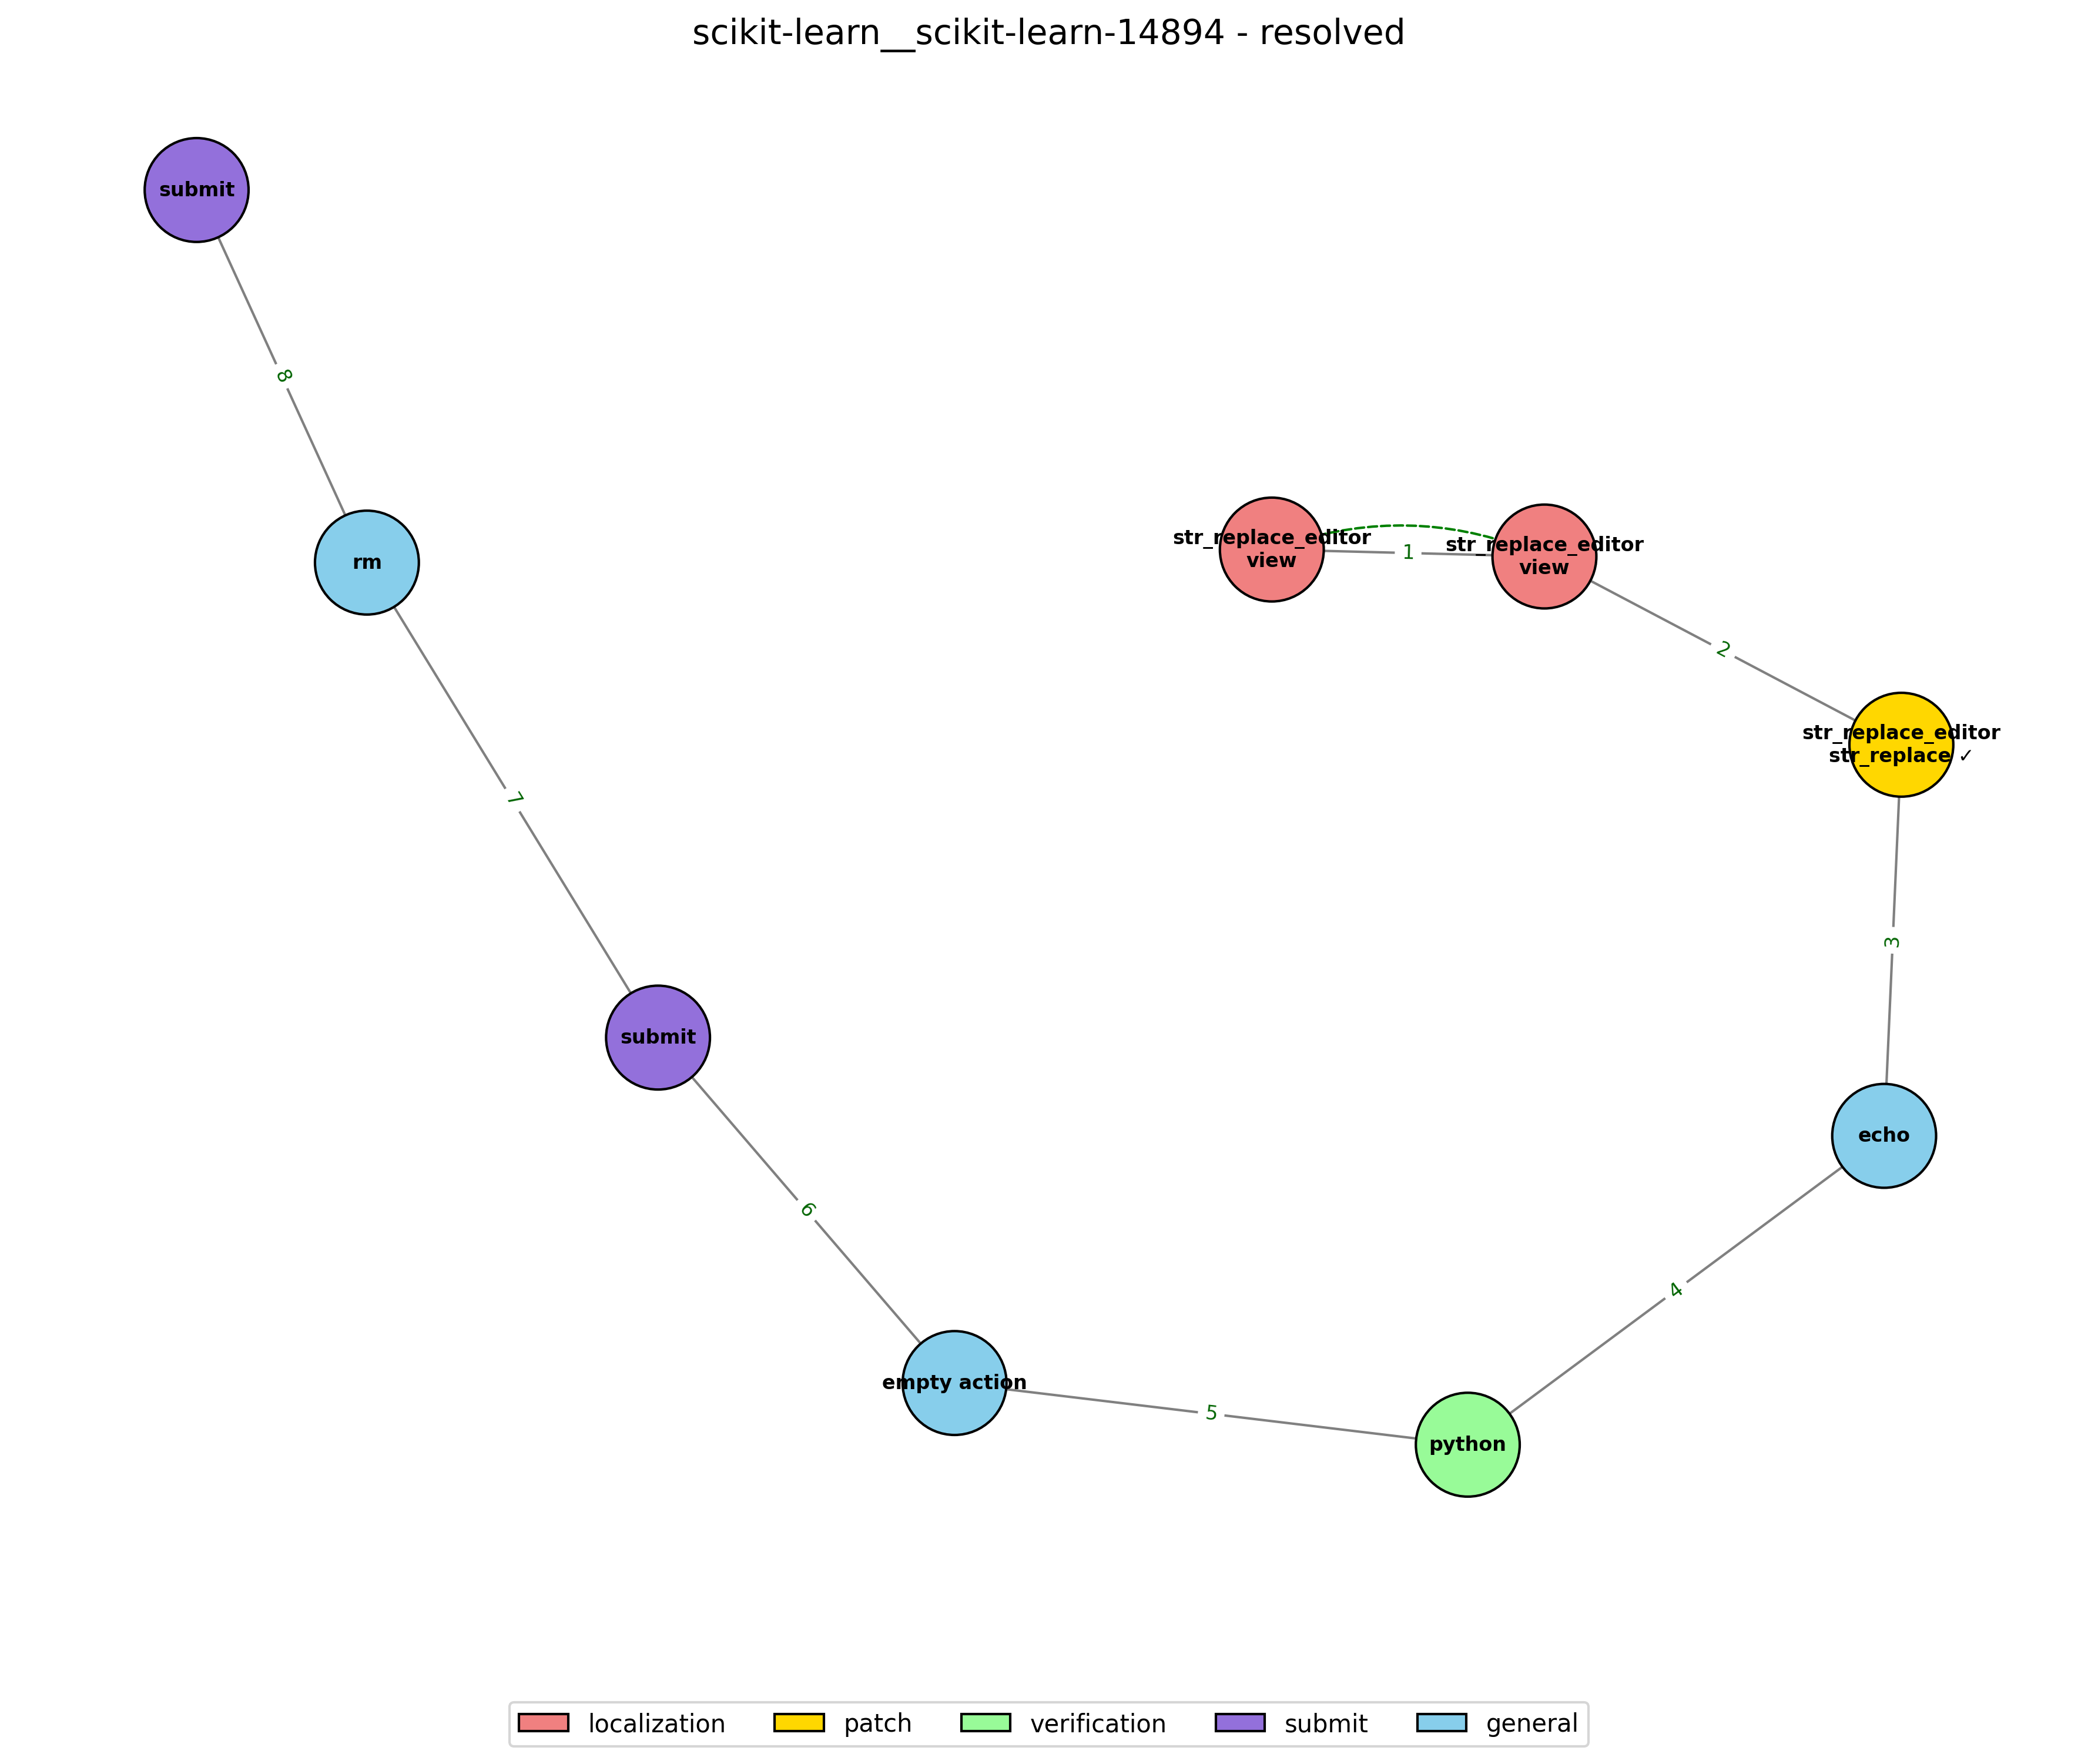 scikit-learn__scikit-learn-14894 - resolved
submit
8
rm
str_replace_editor
view
1
str_replace_editor
view
2
str_replace_editor
str_replace ✓
7
3
submit
echo
6
4
empty action
5
python
localization
patch
verification
submit
general